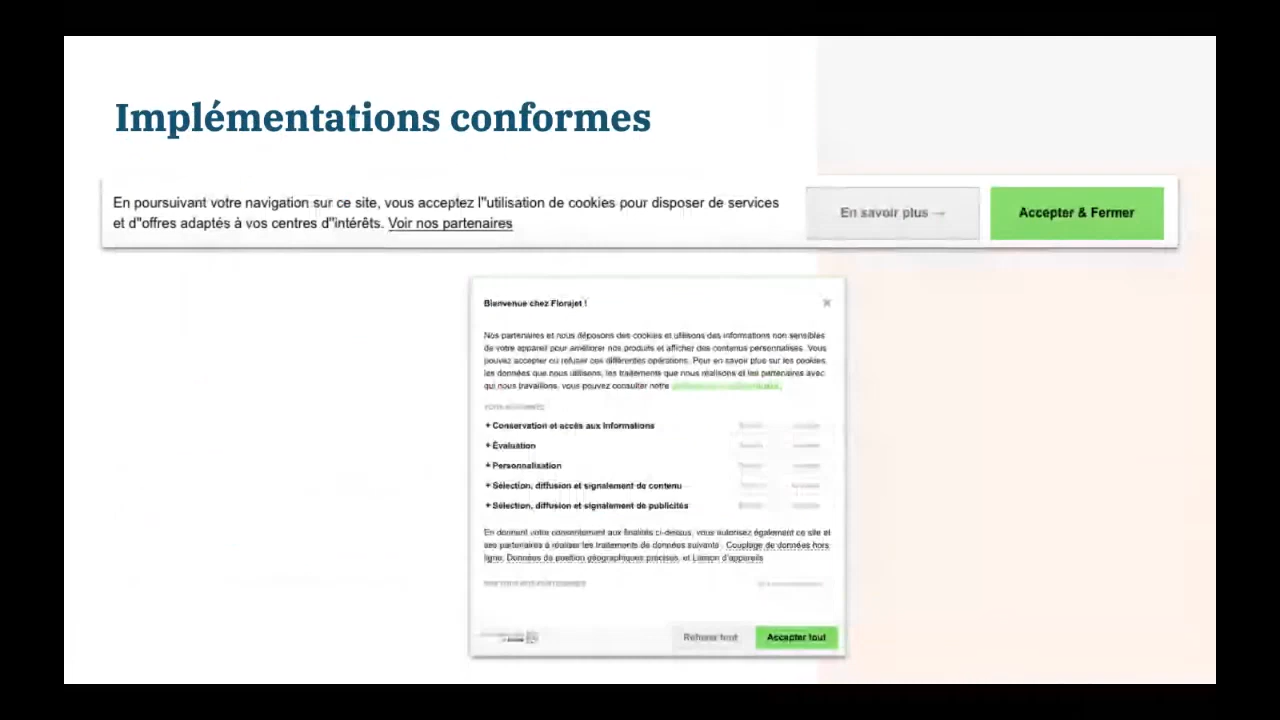 Implémentations conformes
En poursuivant votre navigation sur ce site, vous acceptez l"utilisation de cookies pour disposer de services
et d"offres adaptés à vos centres d"intérêts. Voir nos partenaires
En savoir plus →
Accepter & Fermer
Bienvenue chez Florajet !
Nos partenaires et nous déposons des cookies et utilisons des informations non sensibles
de votre appareil pour améliorer nos produits et afficher des contenus personnalisés. Vous
pouvez accepter ou refuser ces différentes opérations. Pour en savoir plus sur les cookies,
les données que nous utilisons, les traitements que nous réalisons et les partenaires avec
qui nous travaillons, vous pouvez consulter notre
+ Conservation et accès aux informations
+ Évaluation
+ Personnalisation
+ Sélection, diffusion et signalement de contenu
+ Sélection, diffusion et signalement de publicités
En donnant votre consentement aux finalités ci-dessus, vous autorisez également ce site et
ses partenaires à réaliser les traitements de données suivants : Couplage de données hors
ligne, Données de position géographiques précises, et Liaison d'appareils
Refuser tout
Accepter tout